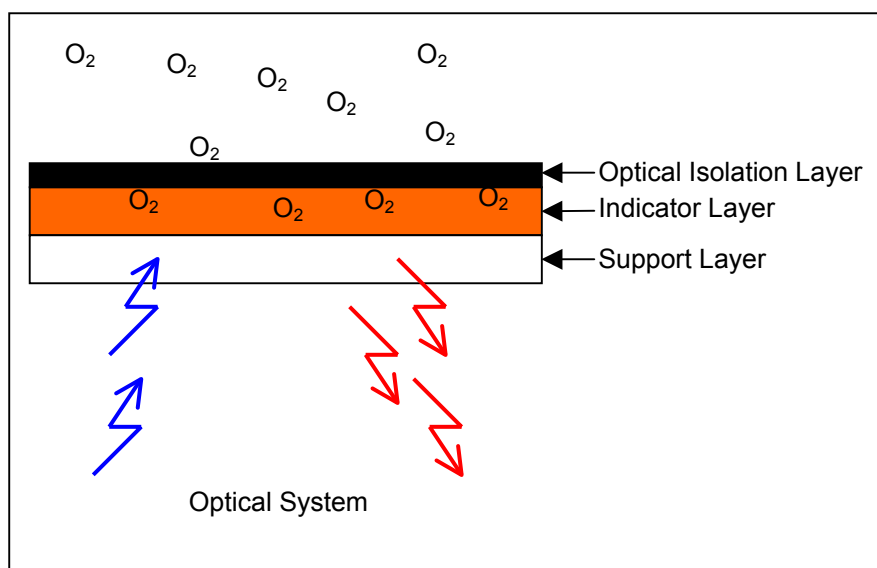 O₂
O₂
O₂
O₂
O₂
O₂
O₂
Optical Isolation Layer
O₂
O₂
O₂
O₂
Indicator Layer
Support Layer
Optical System